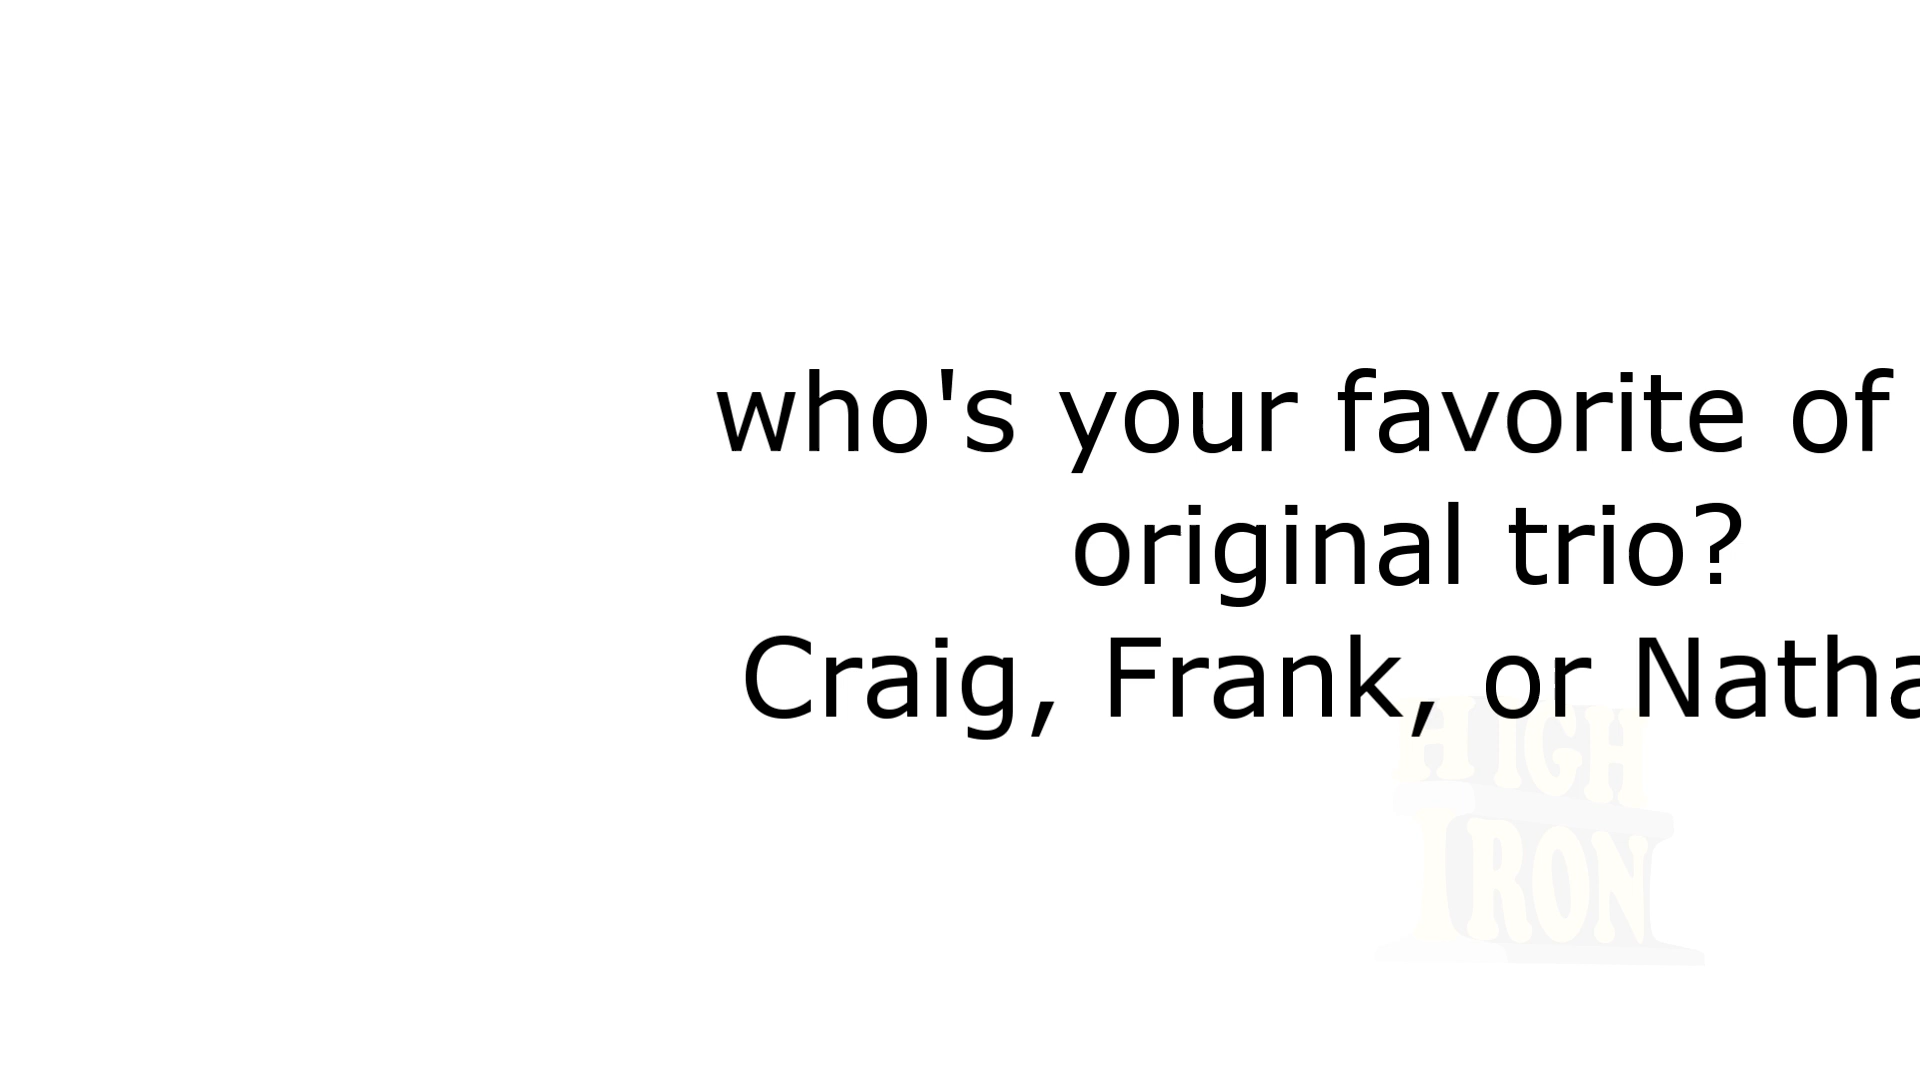 who's your favorite of
original trio?
Craig, Frank, or Natha
HIGH
IRON